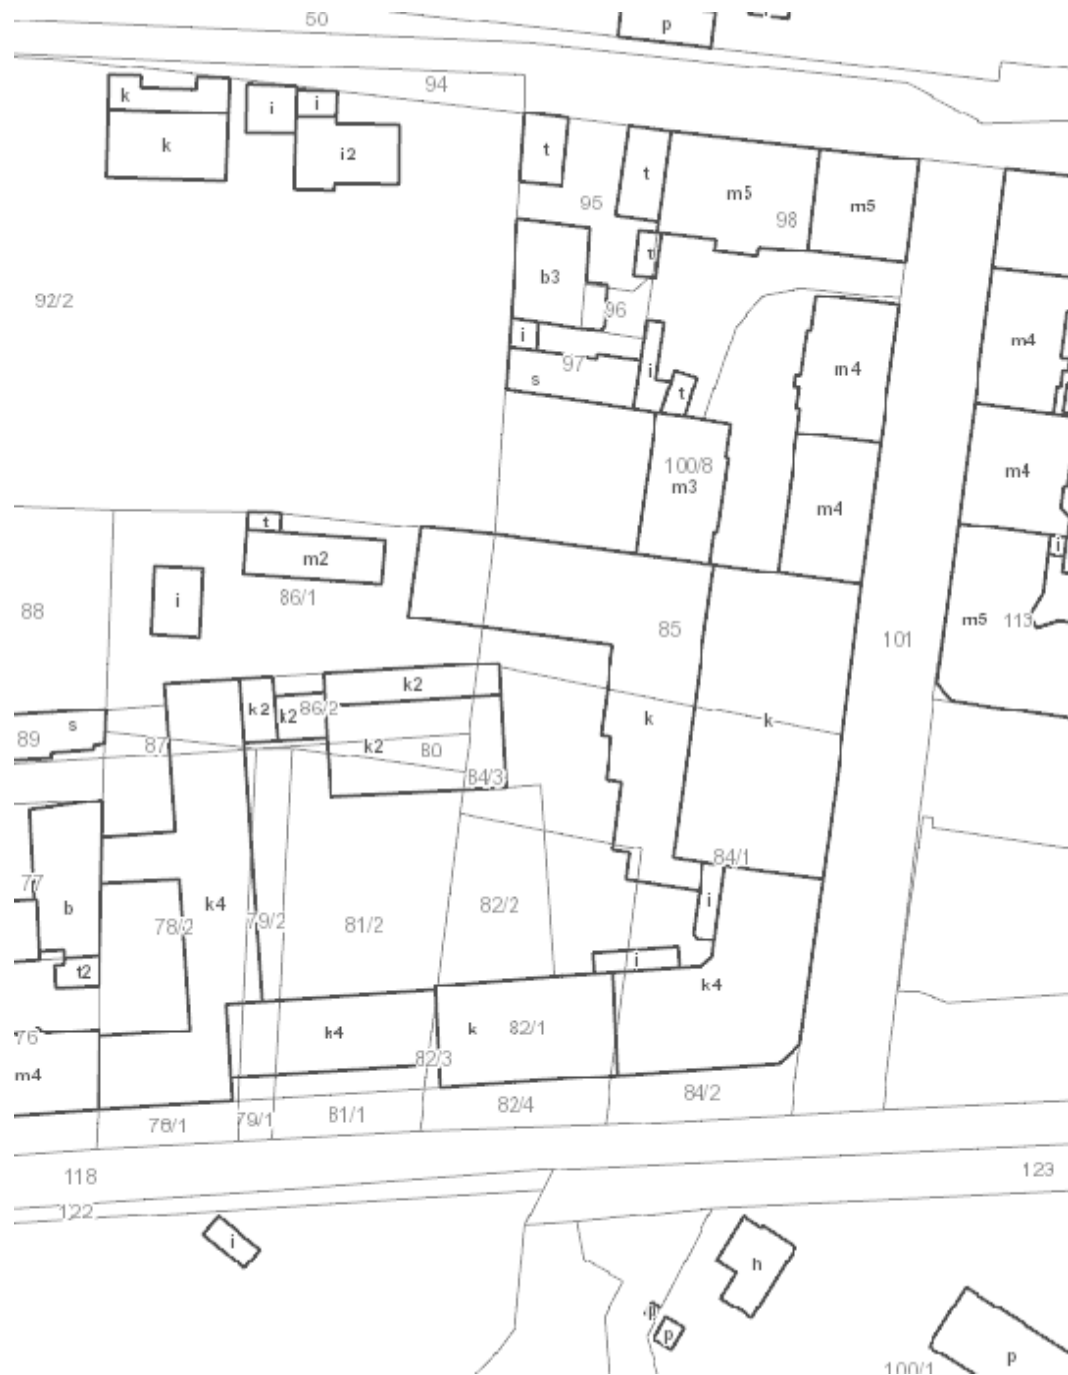 50
p
94
k
i
i
k
i2
t
t
m5
m5
95
98
t
b3
92/2
96
i
m4
97
i
m4
s
t
100/8
m3
m4
m4
t
m2
i
i
86/1
88
85
101
m5
113
k2
k2
k2
86/2
k
k
s
89
87
k2
80
84/3
84/1
77
b
k4
79/2
82/2
i
78/2
81/2
t2
i
k4
76
k4
k
82/1
m4
82/3
84/2
78/1
79/1
81/1
82/4
118
123
122
i
h
p
p
p
100/1